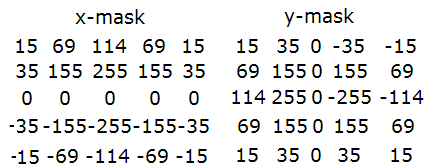 x-mask y-mask
15 69 114 69 15 15 35 0 -35 -15
35 155 255 155 35 69 155 0 155 69
0 0 0 0 0 114 255 0 -255 -114
-35 -155 -255 -155 -35 69 155 0 155 69
-15 -69 -114 -69 -15 15 35 0 35 15